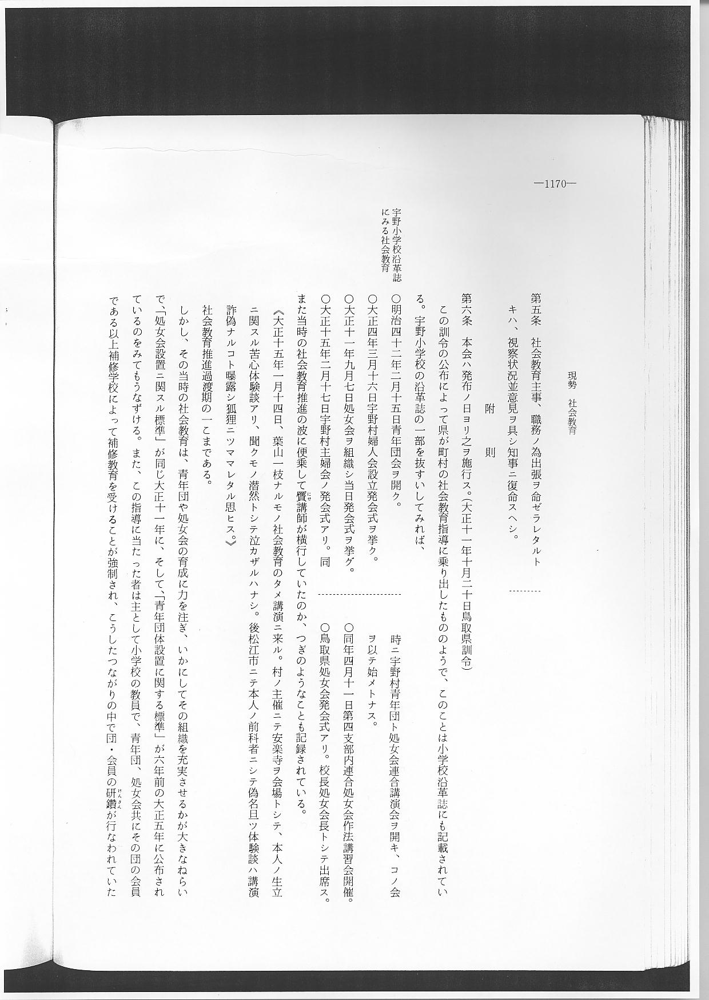 現勢　社会教育
―1170―
第五条　社会教育主事、職務ノ為出張ヲ命ゼラレタルト
キハ、視察状況並意見ヲ具シ知事ニ復命スヘシ。
附　　則
第六条　本会ハ発布ノ日ヨリ之ヲ施行ス。（大正十一年十月二十日鳥取県訓令）
この訓令の公布によって県が町村の社会教育指導に乗り出したもののようで、このことは小学校沿革誌にも記載されてい
る。宇野小学校の沿革誌の一部を抜すいしてみれば、
宇野小学校沿革誌
にみる社会教育
〇明治四十二年二月十五日青年団会ヲ開ク。
〇大正四年三月十六日宇野村婦人会設立発会式ヲ挙ク。
〇大正十一年九月七日処女会ヲ組織シ当日発会式ヲ挙グ。
〇大正十五年二月十七日宇野村主婦会ノ発会式アリ。同
時ニ宇野村青年団ト処女会連合講演会ヲ開キ、コノ会
ヲ以テ始メトナス。
〇同年四月十一日第四支部内連合処女会作法講習会開催。
〇鳥取県処女会発会式アリ。校長処女会長トシテ出席ス。
また当時の社会教育推進の波に便乗して贋講師が横行していたのか、つぎのようなことも記録されている。
にせ
《大正十五年一月十四日、葉山一枝ナルモノ社会教育のタメ講演ニ来ル。村ノ主催ニテ安楽寺ヲ会場トシテ、本人ノ生立
ニ関スル苦心体験談アリ、聞クモノ潜然トシテ泣カザルハナシ。後松江市ニテ本人ノ前科者ニシテ偽名旦ツ体験談ハ講演
詐偽ナルコト曝露シ狐狸ニツママレタル思ヒス。》
社会教育推進過渡期の一こまである。
しかし、その当時の社会教育は、青年団や処女会の育成に力を注ぎ、いかにしてその組織を充実させるかが大きなねらい
で、「処女会設置ニ関スル標準」が同じ大正十一年に、そして、「青年団体設置に関する標準」が六年前の大正五年に公布され
ているのをみてもうなずける。また、この指導に当たった者は主として小学校の教員で、青年団、処女会共にその団の会員
である以上補修学校によって補修教育を受けることが強制され、こうしたつながりの中で団・会員の研鑽が行なわれていた
けんさん